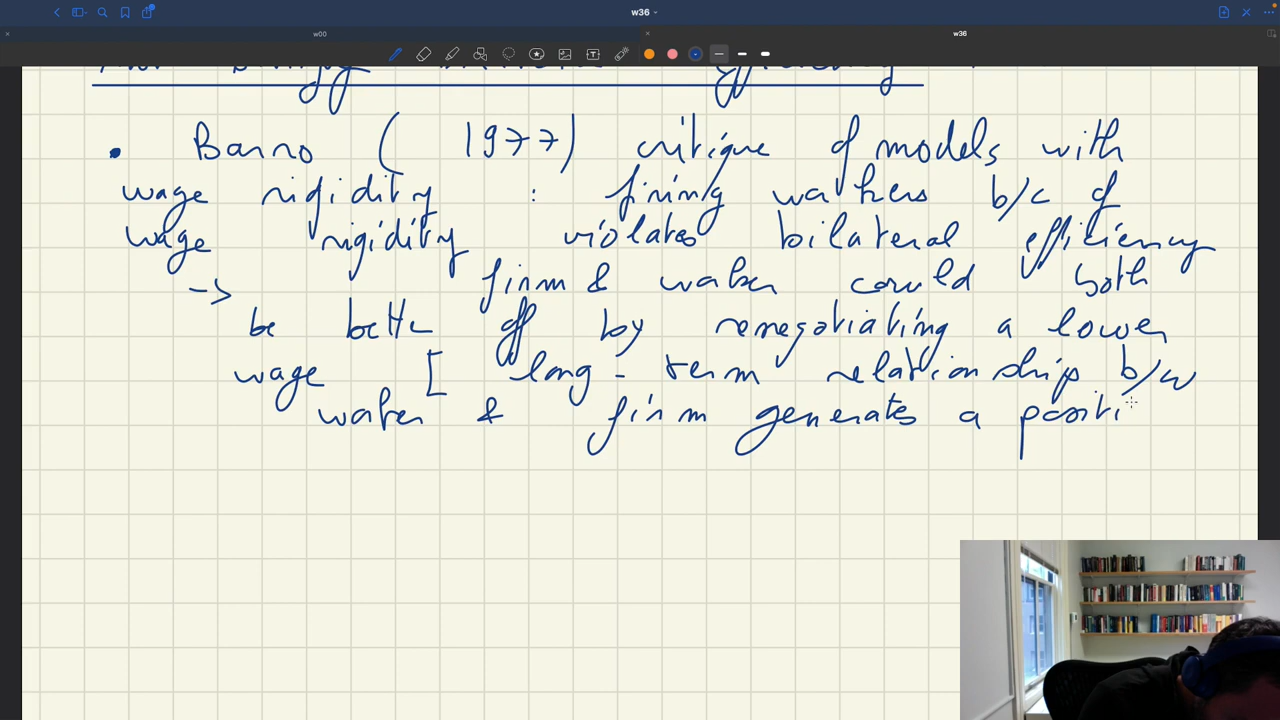 w36
w00
w36
efficiency
• Barro (1977) critique of models with
wage rigidity : firing workers b/c of
wage rigidity violates bilateral efficiency
-> firm & worker could both
be better off by renegotiating a lower
wage [ long-term relationship b/w
worker & firm generates a positi